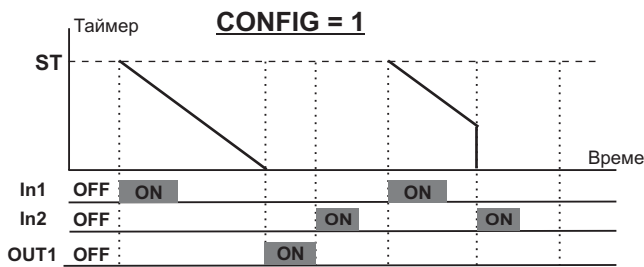 CONFIG = 1
Таймер
ST
Време
In1 OFF ON ON
In2 OFF ON ON
OUT1 OFF ON